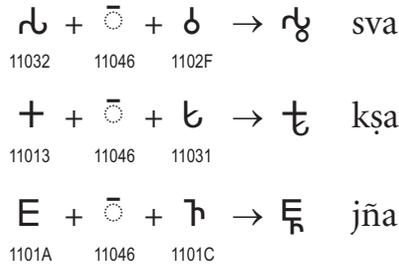 𑀲 + ◌𑁆 + 𑀯 → 𑀲𑁆𑀯 sva
11032 11046 1102F
𑀓 + ◌𑁆 + 𑀱 → 𑀓𑁆𑀱 kṣa
11013 11046 11031
𑀚 + ◌𑁆 + 𑀜 → 𑀚𑁆𑀜 jña
1101A 11046 1101C